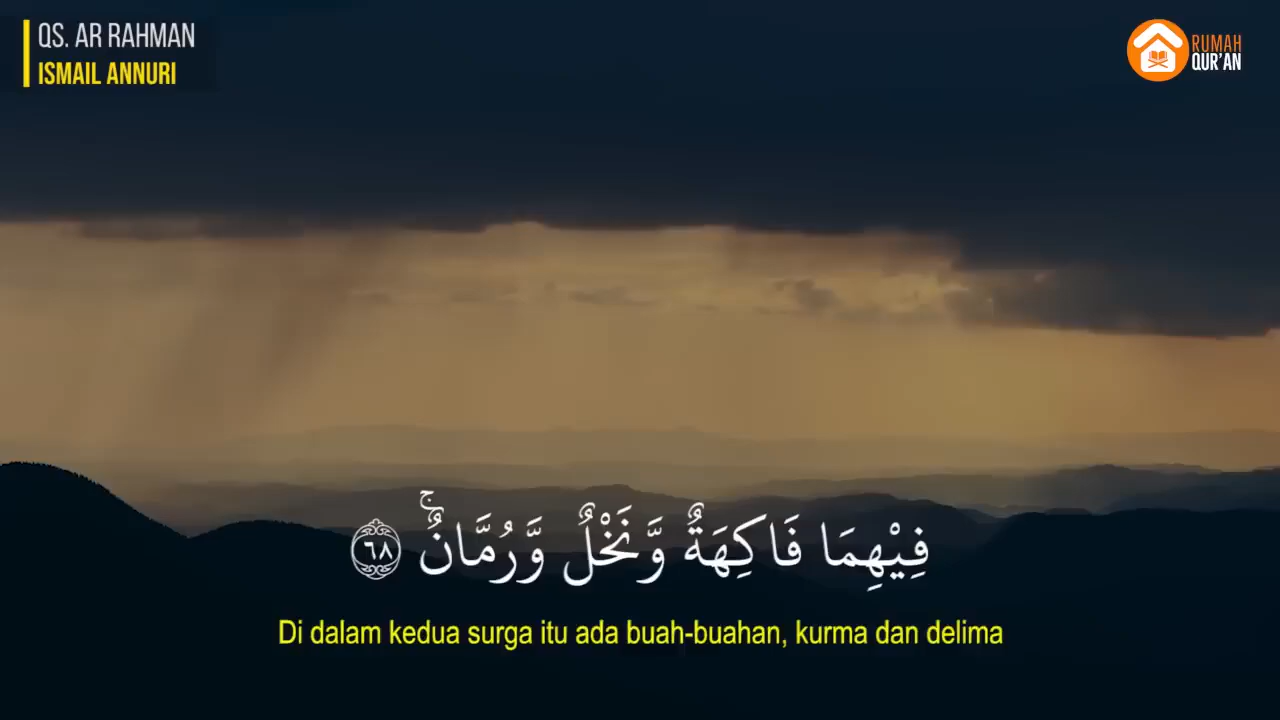 QS. AR RAHMAN
ISMAIL ANNURI
RUMAH
QUR'AN
فِيْهِمَا فَاكِهَةٌ وَّنَخْلٌ وَّرُمَّانٌۚ ٦٨
Di dalam kedua surga itu ada buah-buahan, kurma dan delima